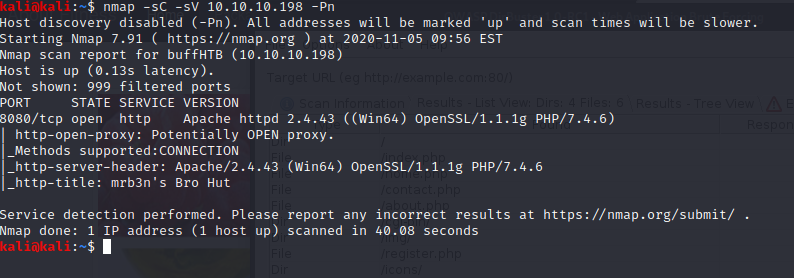 kali@kali:~$ nmap -sC -sV 10.10.10.198 -Pn
Host discovery disabled (-Pn). All addresses will be marked 'up' and scan times will be slower.
Starting Nmap 7.91 ( https://nmap.org ) at 2020-11-05 09:56 EST
Nmap scan report for buffHTB (10.10.10.198)
Host is up (0.13s latency).
Target URL (eg http://example.com:80/)
Not shown: 999 filtered ports
Scan Information Results - List View: Dirs: 4 Files: 6 \ Results - Tree View \
PORT     STATE SERVICE VERSION
8080/tcp open  http    Apache httpd 2.4.43 ((Win64) OpenSSL/1.1.1g PHP/7.4.6)
| http-open-proxy: Potentially OPEN proxy.
|_Methods supported:CONNECTION
|_http-server-header: Apache/2.4.43 (Win64) OpenSSL/1.1.1g PHP/7.4.6
|_http-title: mrb3n's Bro Hut
File /contact.php
Service detection performed. Please report any incorrect results at https://nmap.org/submit/ .
Nmap done: 1 IP address (1 host up) scanned in 40.08 seconds
File /register.php
kali@kali:~$
Dir /icons/